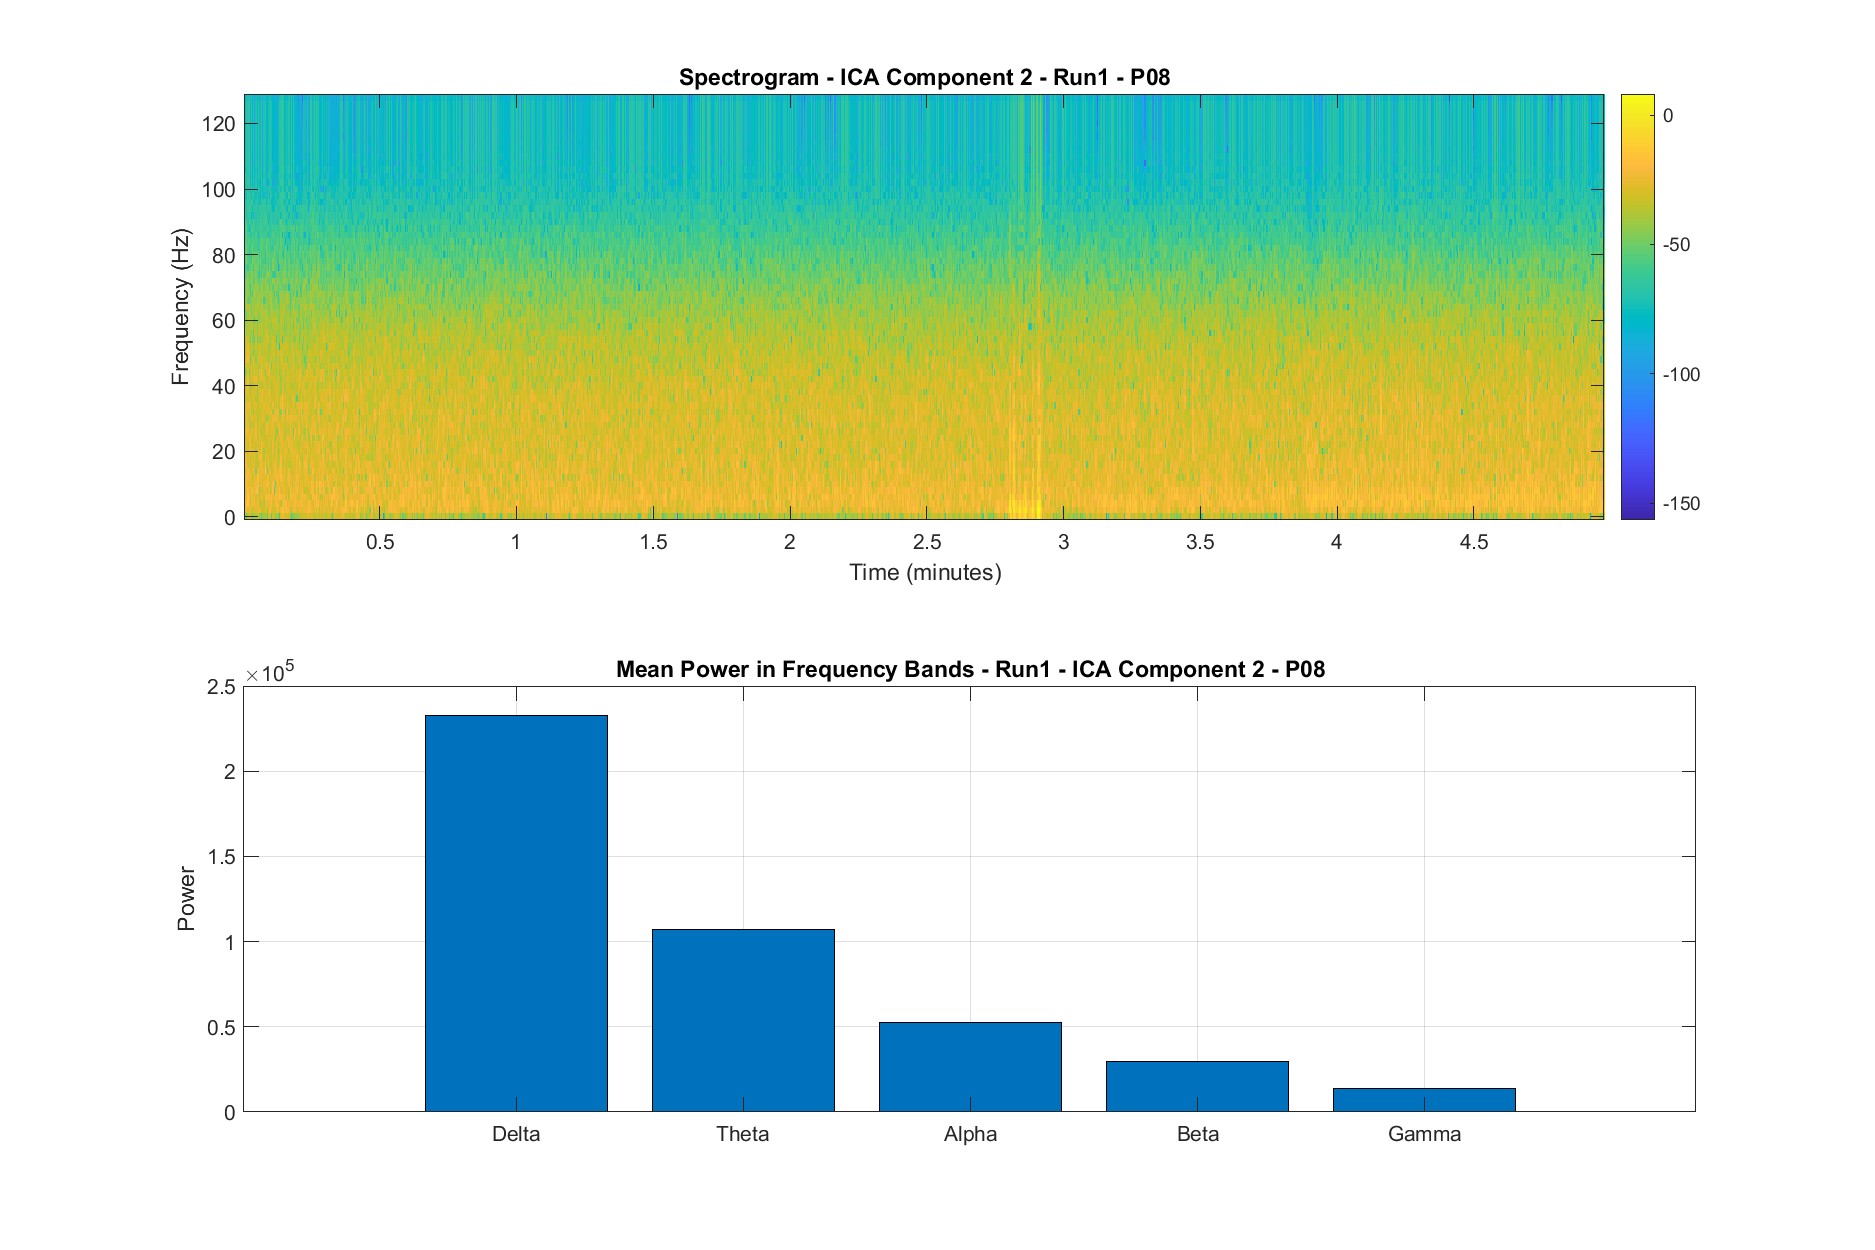 Spectrogram - ICA Component 2 - Run1 - P08
120
100
80
60
40
20
0
Frequency (Hz)
0.5 1 1.5 2 2.5 3 3.5 4 4.5
Time (minutes)
0
-50
-100
-150
Mean Power in Frequency Bands - Run1 - ICA Component 2 - P08
×10⁵
2.5
2
1.5
1
0.5
0
Power
Delta Theta Alpha Beta Gamma